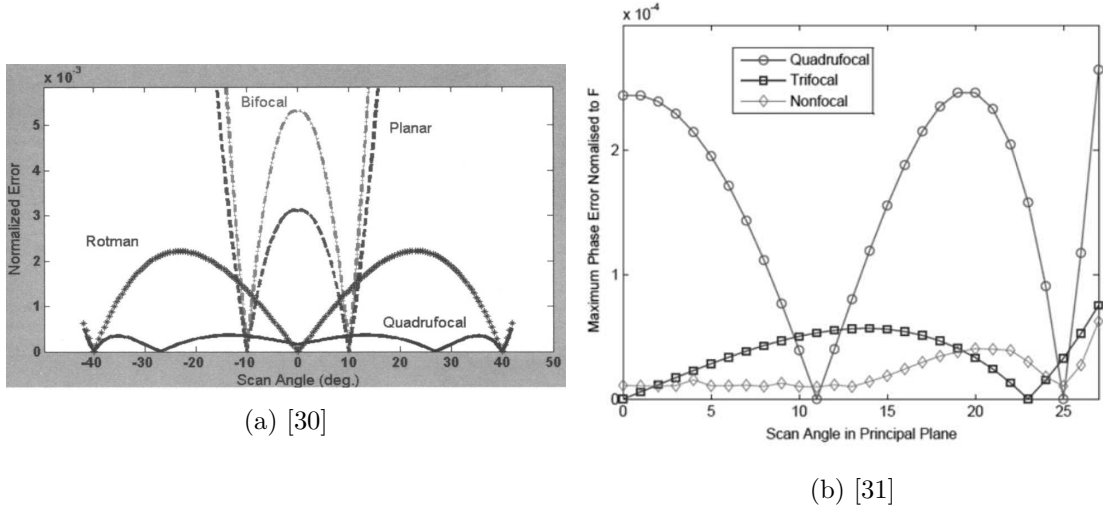 x 10⁻³
5
4
3
2
1
0
Normalized Error
Bifocal
Planar
Rotman
Quadrufocal
-40 -30 -20 -10 0 10 20 30 40 50
Scan Angle (deg.)
(a) [30]
x 10⁻⁴
2
1
0
Maximum Phase Error Nomalised to F
Quadrufocal
Trifocal
Nonfocal
0 5 10 15 20 25
Scan Angle in Principal Plane
(b) [31]